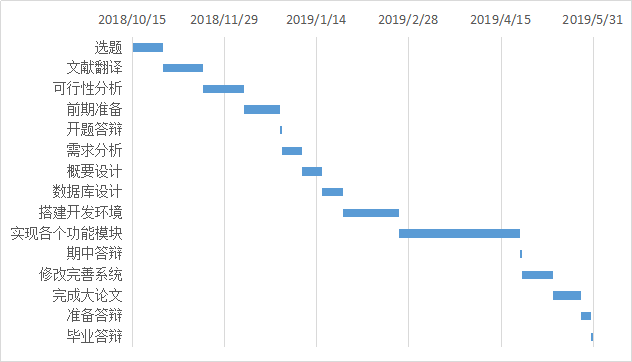 2018/10/15 2018/11/29 2019/1/14 2019/2/28 2019/4/15 2019/5/31
选题
文献翻译
可行性分析
前期准备
开题答辩
需求分析
概要设计
数据库设计
搭建开发环境
实现各个功能模块
期中答辩
修改完善系统
完成大论文
准备答辩
毕业答辩